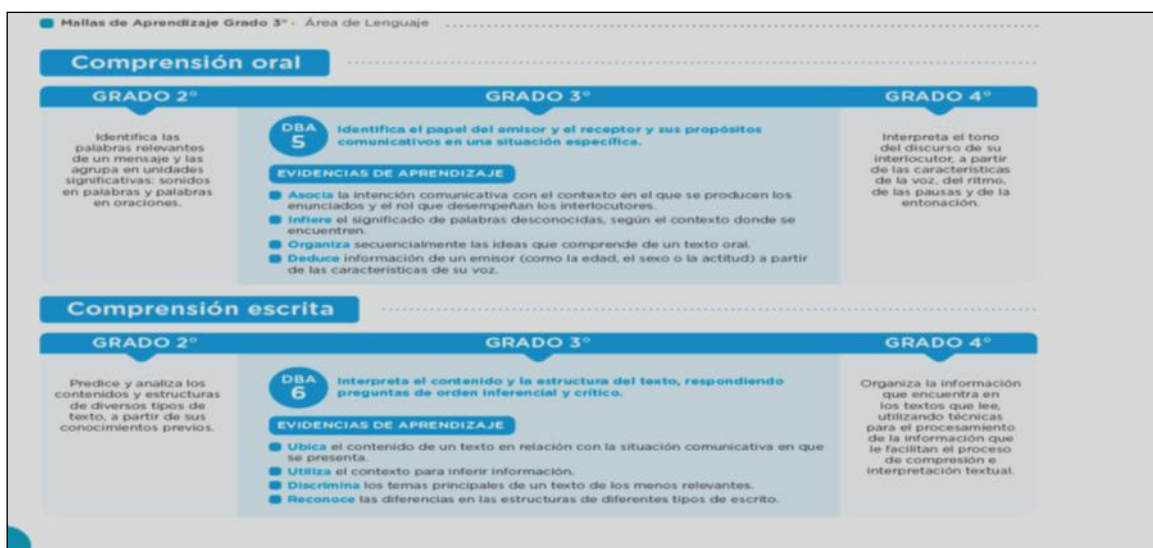 Mallas de Aprendizaje Grado 3° - Área de Lenguaje
Comprensión oral
GRADO 2°
Identifica las
palabras relevantes
de un mensaje y las
agrupa en unidades
significativas: sonidos
en palabras y palabras
en oraciones.
GRADO 3°
DBA
5
Identifica el papel del emisor y el receptor y sus propósitos
comunicativos en una situación específica.
EVIDENCIAS DE APRENDIZAJE
Asocia la intención comunicativa con el contexto en el que se producen los
enunciados y el rol que desempeñan los interlocutores.
Infiere el significado de palabras desconocidas, según el contexto donde se
encuentren.
Organiza secuencialmente las ideas que comprende de un texto oral.
Deduce información de un emisor (como la edad, el sexo o la actitud) a partir
de las características de su voz.
GRADO 4°
Interpreta el tono
del discurso de su
interlocutor, a partir
de las características
de la voz, del ritmo,
de las pausas y de la
entonación.
Comprensión escrita
GRADO 2°
Predice y analiza los
contenidos y estructuras
de diversos tipos de
texto, a partir de sus
conocimientos previos.
GRADO 3°
DBA
6
Interpreta el contenido y la estructura del texto, respondiendo
preguntas de orden inferencial y crítico.
EVIDENCIAS DE APRENDIZAJE
Ubica el contenido de un texto en relación con la situación comunicativa en que
se presenta.
Utiliza el contexto para inferir información.
Discrimina los temas principales de un texto de los menos relevantes.
Reconoce las diferencias en las estructuras de diferentes tipos de escrito.
GRADO 4°
Organiza la información
que encuentra en
los textos que lee,
utilizando técnicas
para el procesamiento
de la información que
le facilitan el proceso
de compresión e
interpretación textual.